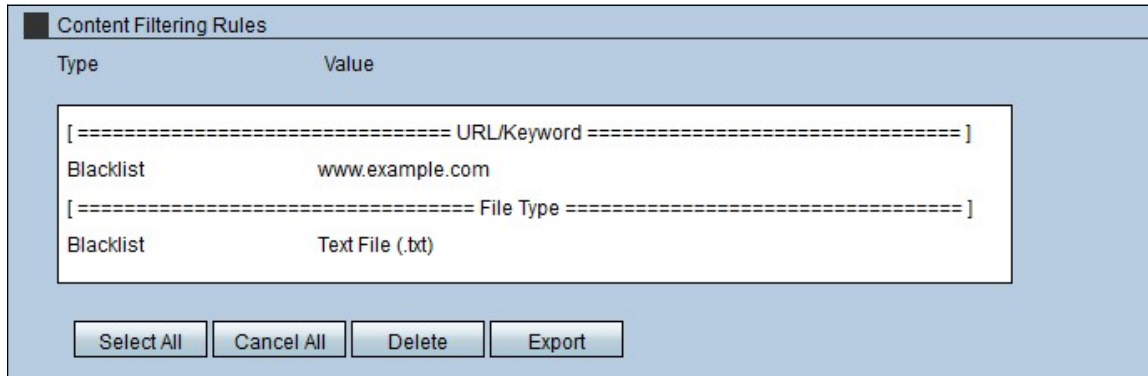 Content Filtering Rules
Type Value
[ ================================ URL/Keyword ================================ ]
Blacklist www.example.com
[ ================================== File Type ================================== ]
Blacklist Text File (.txt)
Select All Cancel All Delete Export